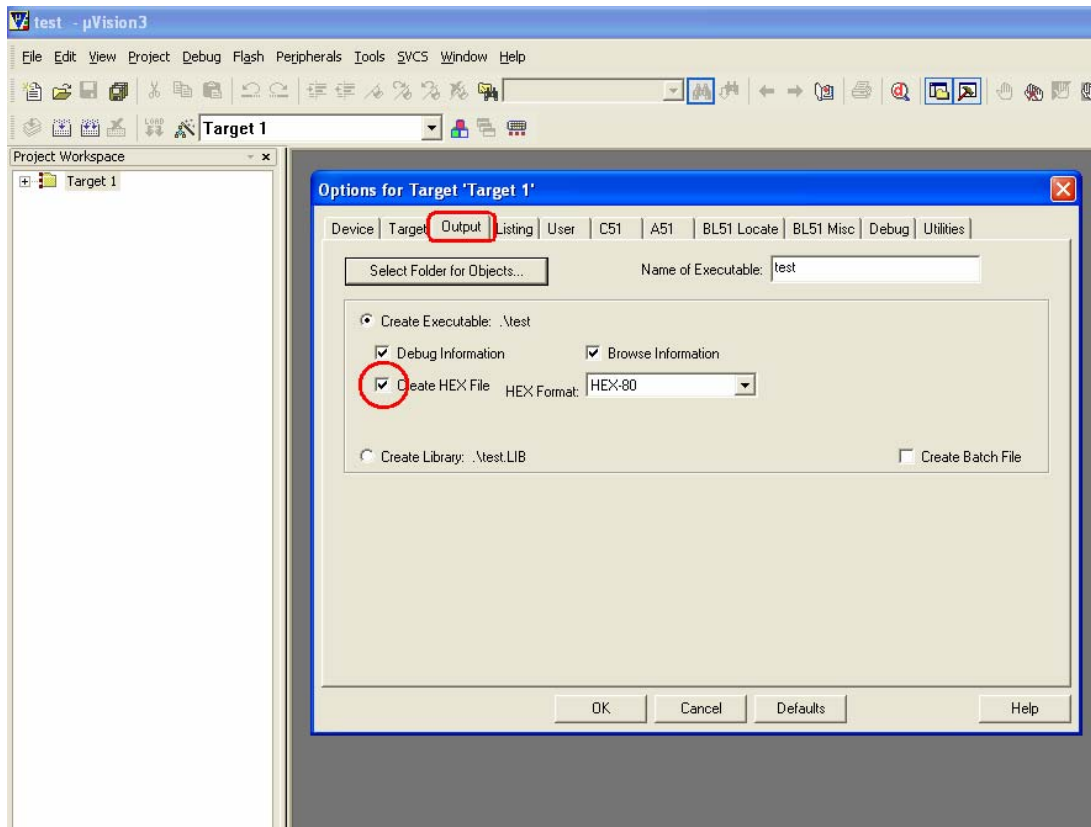 test - µVision3
File Edit View Project Debug Flash Peripherals Tools SVCS Window Help
LOAD
Target 1
Project Workspace
Target 1
Options for Target 'Target 1'
Device Target Output Listing User C51 A51 BL51 Locate BL51 Misc Debug Utilities
Select Folder for Objects... Name of Executable: test
Create Executable: .\test
Debug Information Browse Information
Create HEX File HEX Format: HEX-80
Create Library: .\test.LIB Create Batch File
OK Cancel Defaults Help